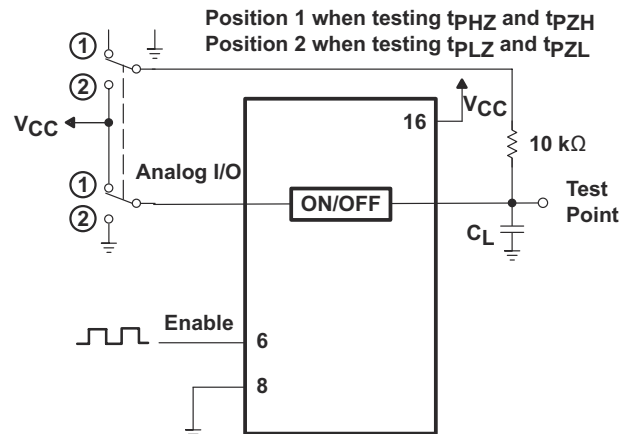 Position 1 when testing tPHZ and tPZH
Position 2 when testing tPLZ and tPZL
1
2
VCC
16
VCC
10 kΩ
Analog I/O
1
2
ON/OFF
Test
Point
CL
Enable
6
8